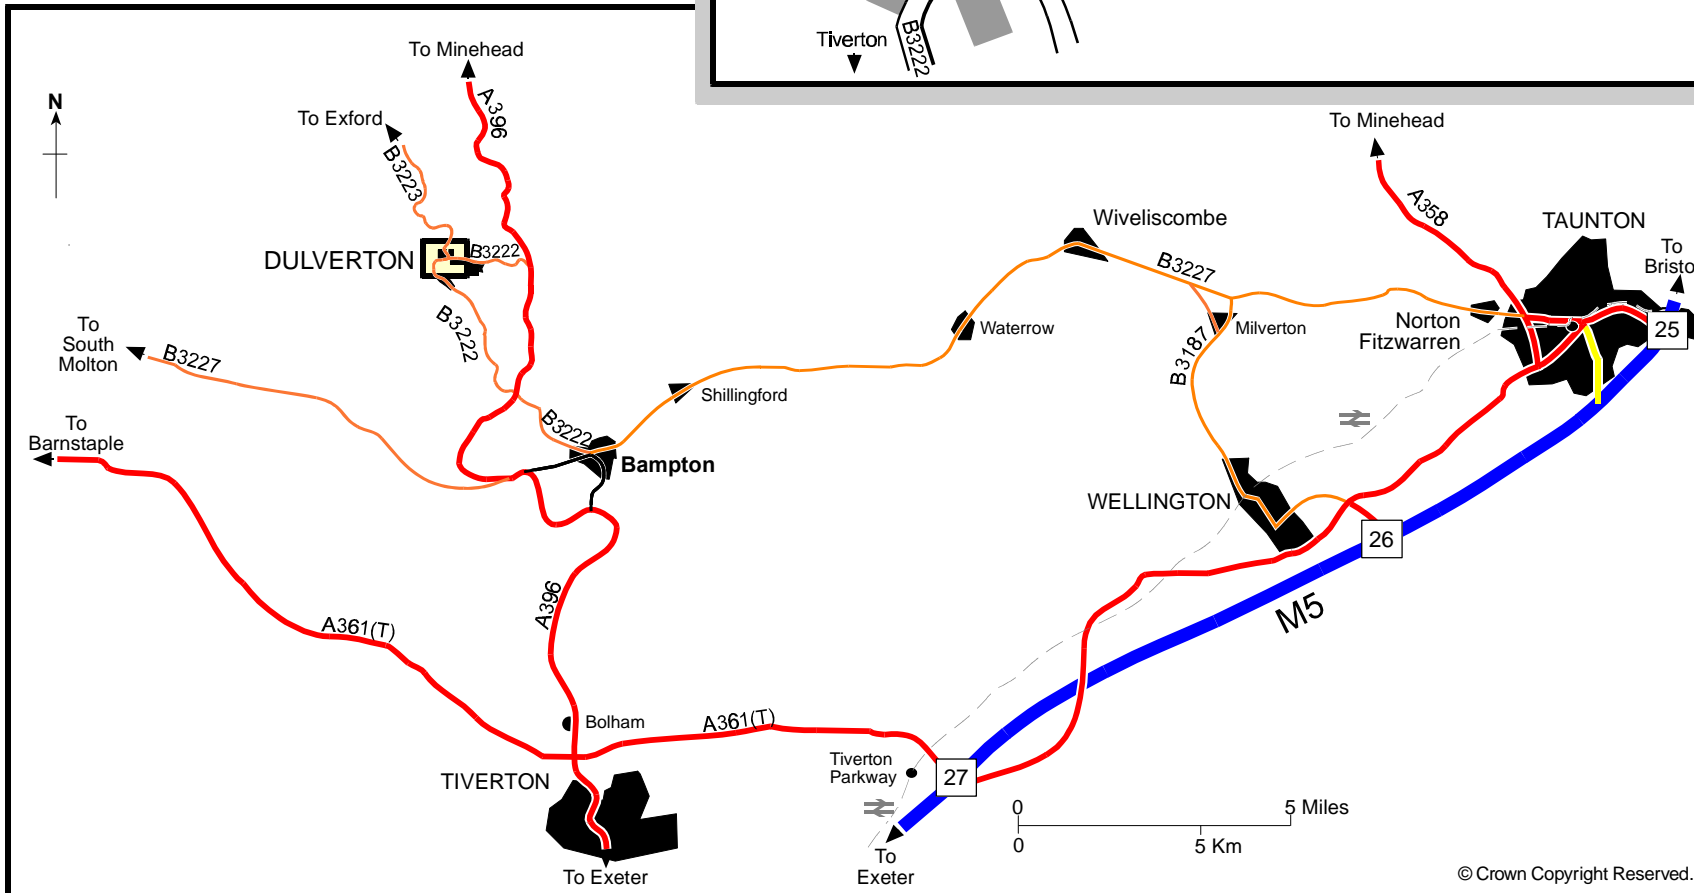 Tiverton
B3222
To Minehead
N
A396
To Exford
B3223
To Minehead
A358
Wiveliscombe
TAUNTON
DULVERTON
B3222
B3227
To
Bristo
B3222
To
South
Molton
B3227
Waterrow
Milverton
Norton
Fitzwarren
25
B3187
Shillingford
To
Barnstaple
B3222
Bampton
WELLINGTON
26
A396
M5
A361(T)
Bolham
A361(T)
Tiverton
Parkway
27
TIVERTON
0
5 Miles
0
5 Km
To
Exeter
To Exeter
© Crown Copyright Reserved.